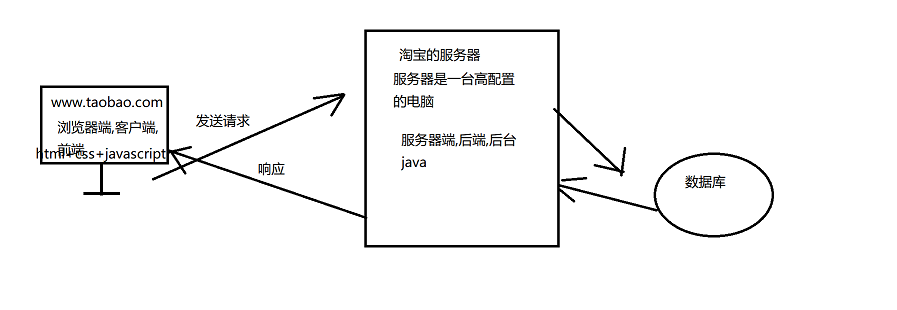 www.taobao.com
浏览器端,客户端,
前端
html+css+javascript
发送请求
响应
淘宝的服务器
服务器是一台高配置
的电脑
服务器端,后端,后台
java
数据库